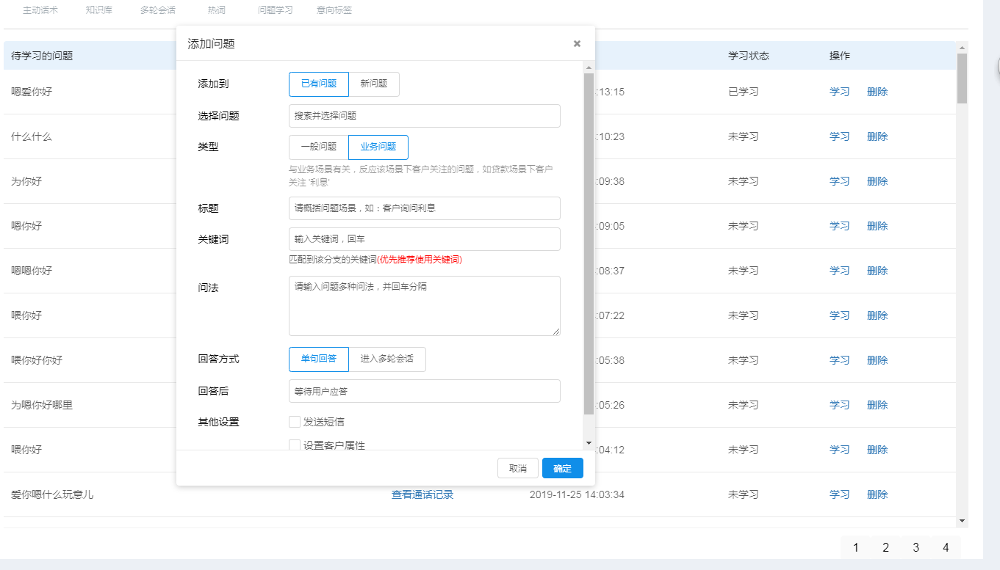 主动话术 知识库 多轮会话 热词 问题学习 意向标签
添加问题 ×
待学习的问题 学习状态 操作
添加到 已有问题 新问题
嗯爱你好 :13:15 已学习 学习 删除
选择问题 搜索并选择问题
什么什么 :10:23 未学习 学习 删除
类型 一般问题 业务问题
与业务场景有关，反应该场景下客户关注的问题，如贷款场景下客户
关注 '利息'
为你好 :09:38 未学习 学习 删除
标题 请概括问题场景，如：客户询问利息
嗯你好 :09:05 未学习 学习 删除
关键词 输入关键词，回车
匹配到该分支的关键词(优先推荐使用关键词)
嗯嗯你好 :08:37 未学习 学习 删除
问法 请输入问题多种问法，并回车分隔
喂你好 :07:22 未学习 学习 删除
回答方式 单句回答 进入多轮会话
喂你好你好 :05:38 未学习 学习 删除
回答后 等待用户应答
为嗯你好哪里 :05:26 未学习 学习 删除
其他设置 发送短信
设置客户属性
喂你好 :04:12 未学习 学习 删除
取消 确定
爱你嗯什么玩意儿 查看通话记录 2019-11-25 14:03:34 未学习 学习 删除
1 2 3 4